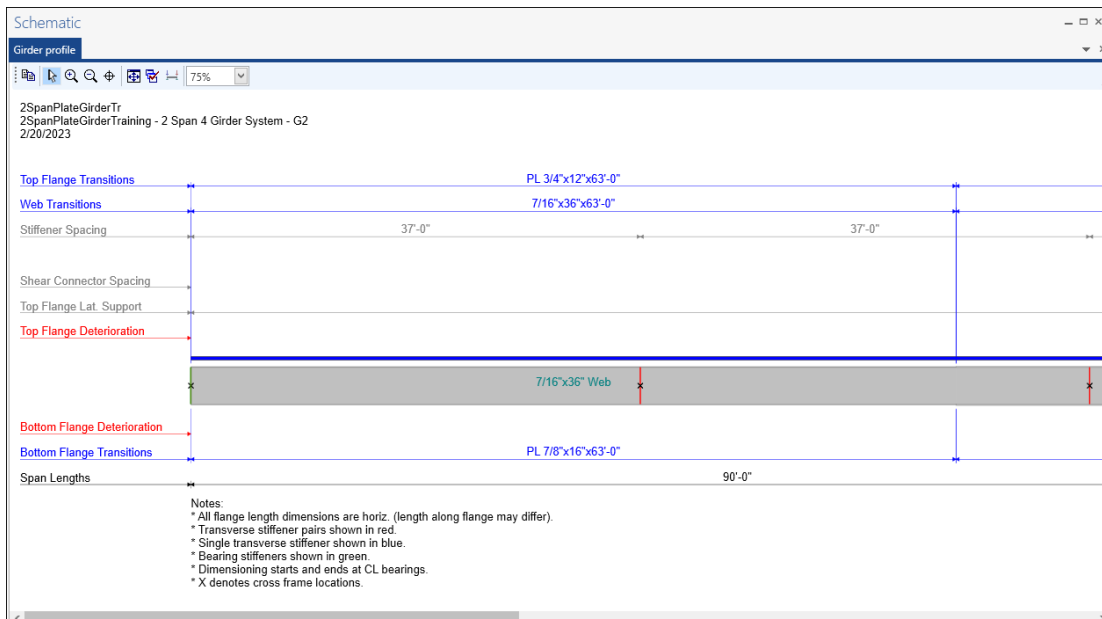 Schematic
Girder profile
75%
2SpanPlateGirderTr
2SpanPlateGirderTraining - 2 Span 4 Girder System - G2
2/20/2023
Top Flange Transitions PL 3/4"x12"x63'-0"
Web Transitions 7/16"x36"x63'-0"
Stiffener Spacing 37'-0" 37'-0"
Shear Connector Spacing
Top Flange Lat. Support
Top Flange Deterioration
7/16"x36" Web
Bottom Flange Deterioration
Bottom Flange Transitions PL 7/8"x16"x63'-0"
Span Lengths 90'-0"
Notes:
* All flange length dimensions are horiz. (length along flange may differ).
* Transverse stiffener pairs shown in red.
* Single transverse stiffener shown in blue.
* Bearing stiffeners shown in green.
* Dimensioning starts and ends at CL bearings.
* X denotes cross frame locations.